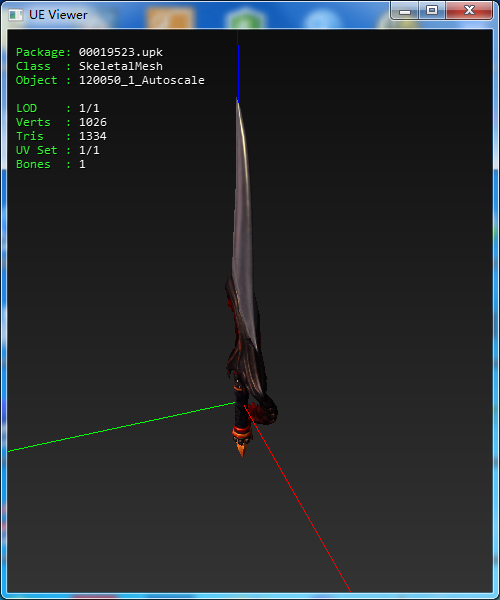 UE Viewer
Package: 00019523.upk
Class : SkeletalMesh
Object : 120050_1_Autoscale
LOD : 1/1
Verts : 1026
Tris : 1334
UV Set : 1/1
Bones : 1